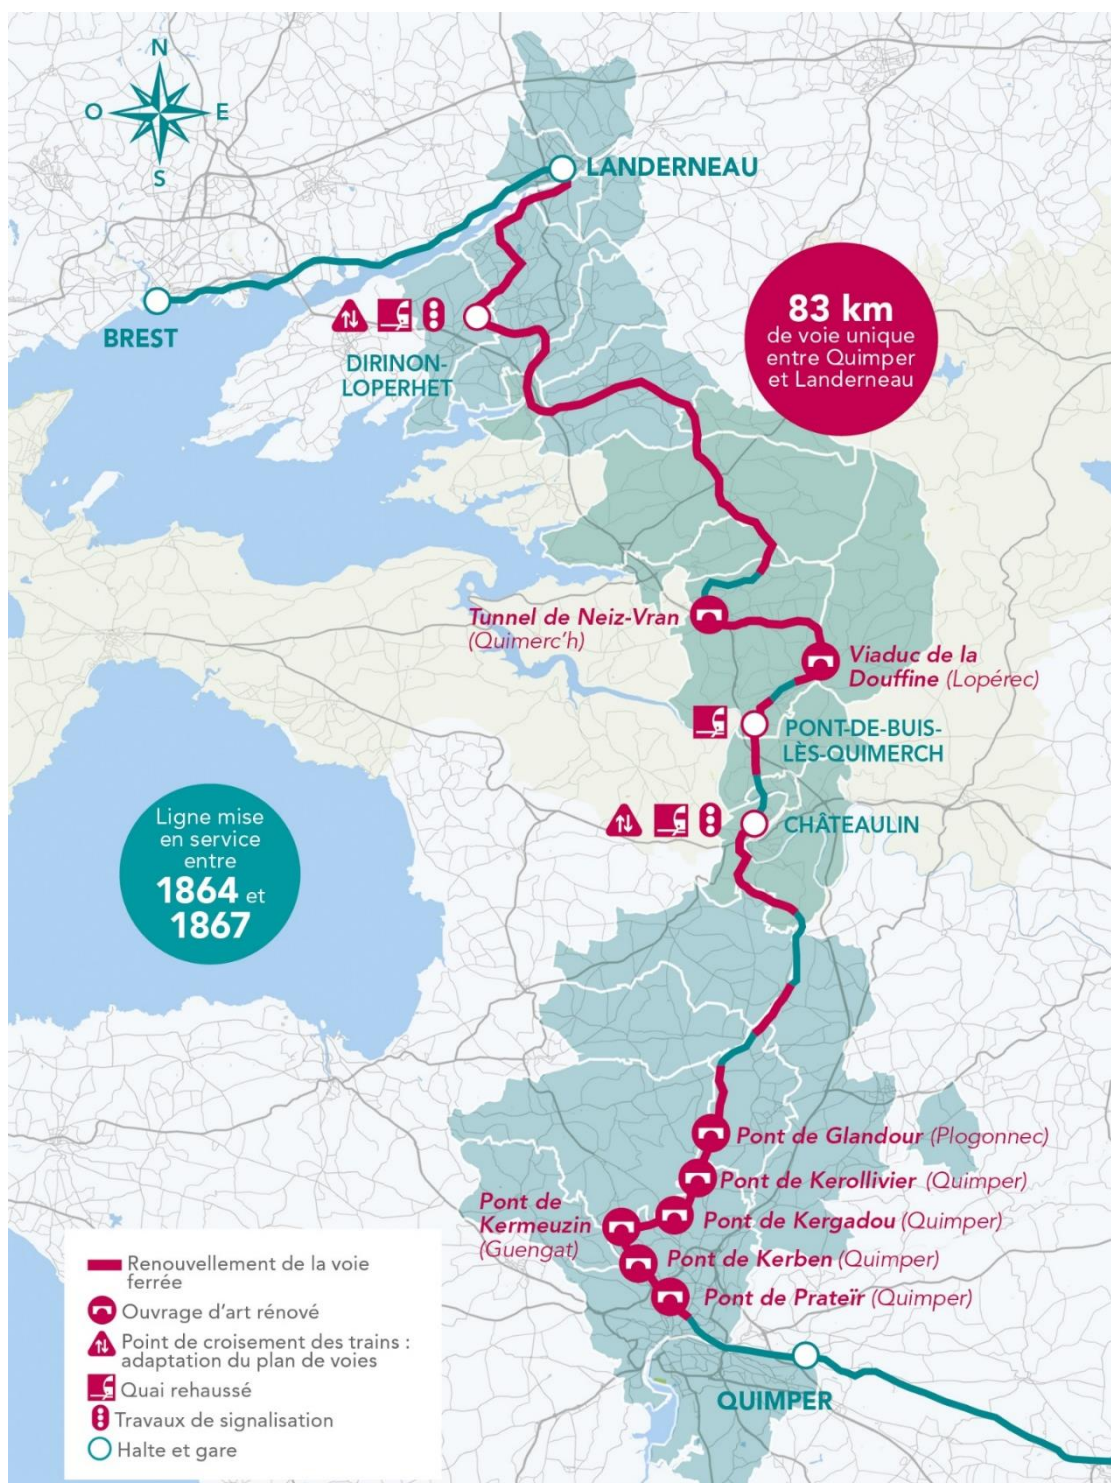 N
O
E
S
LANDERNEAU
BREST
83 km
de voie unique
entre Quimper
et Landerneau
DIRINON-
LOPERHET
Tunnel de Neiz-Vran
(Quimerc'h)
Viaduc de la
Douffine (Lopérec)
PONT-DE-BUIS-
LÈS-QUIMERCH
Ligne mise
en service
entre
1864 et
1867
CHÂTEAULIN
Pont de Glandour (Plogonnec)
Pont de Kerollivier (Quimper)
Pont de
Kermeuzin
(Guengat)
Pont de Kergadou (Quimper)
Pont de Kerben (Quimper)
Pont de Prateïr (Quimper)
QUIMPER
Renouvellement de la voie
ferrée
Ouvrage d'art rénové
Point de croisement des trains :
adaptation du plan de voies
Quai rehaussé
Travaux de signalisation
Halte et gare